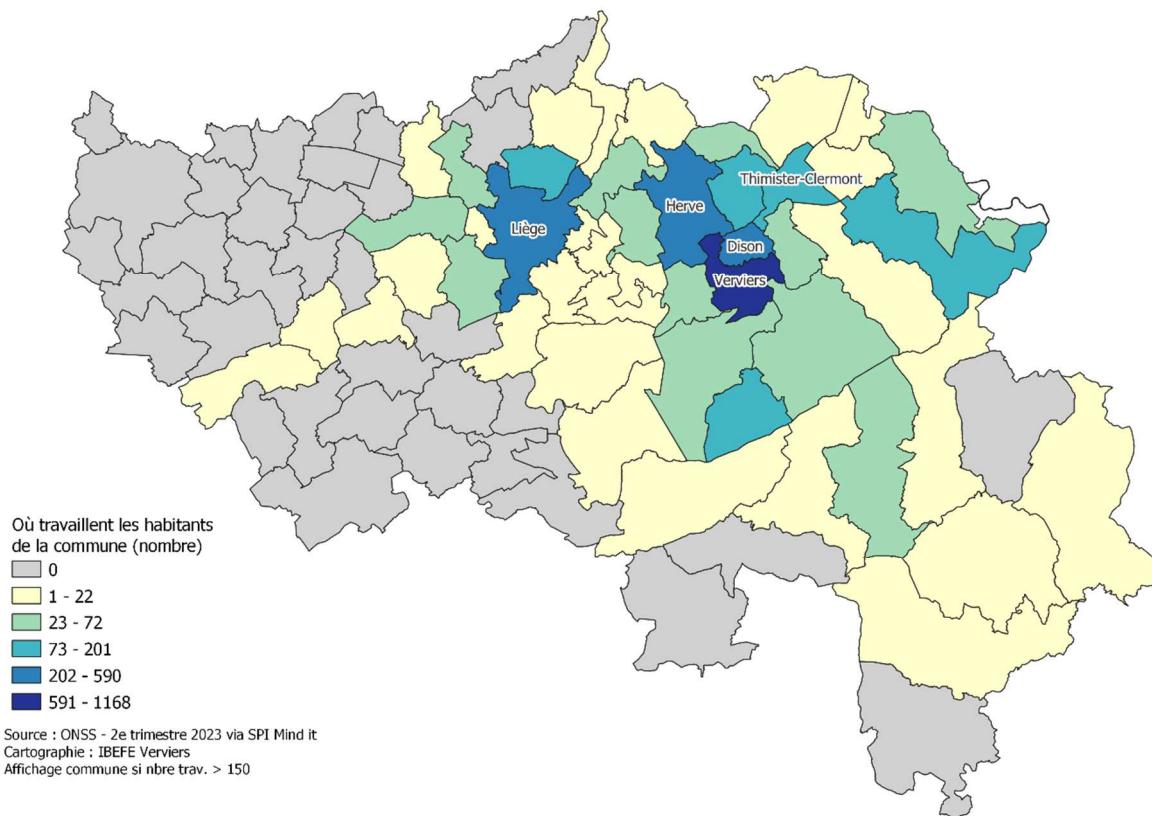 Thimister-Clermont
Herve
Liège
Dison
Verviers
Où travaillent les habitants
de la commune (nombre)
0
1 - 22
23 - 72
73 - 201
202 - 590
591 - 1168
Source : ONSS - 2e trimestre 2023 via SPI Mind it
Cartographie : IBEFE Verviers
Affichage commune si nbre trav. > 150